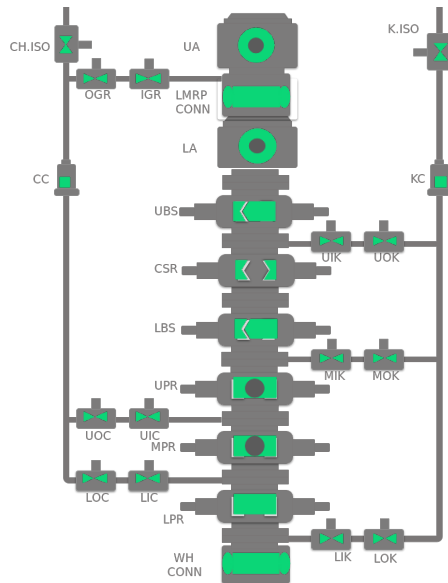 K.ISO
CH.ISO
UA
OGR
IGR
LMRP
CONN
LA
CC
KC
UBS
UIK
UOK
CSR
LBS
MIK
MOK
UPR
UOC
UIC
MPR
LOC
LIC
LPR
WH
CONN
LIK
LOK